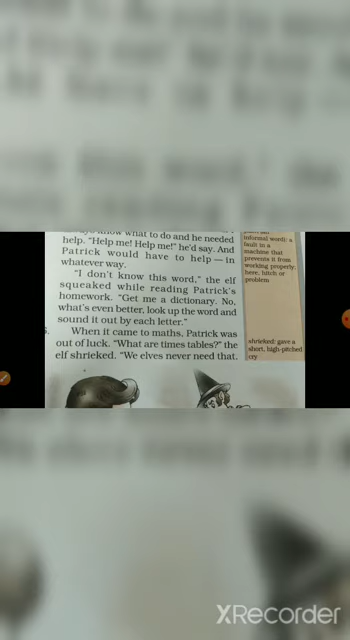 know what to do and he needed
help. "Help me! Help me!" he'd say. And
Patrick would have to help — in
whatever way.
"I don't know this word," the elf
squeaked while reading Patrick's
homework. "Get me a dictionary. No,
what's even better, look up the word and
sound it out by each letter."
When it came to maths, Patrick was
out of luck. "What are times tables?" the
elf shrieked. "We elves never need that.
informal word): a
fault in a
machine that
prevents it from
working properly;
here, hitch or
problem
shrieked: gave a
short, high-pitched
cry
XRecorder